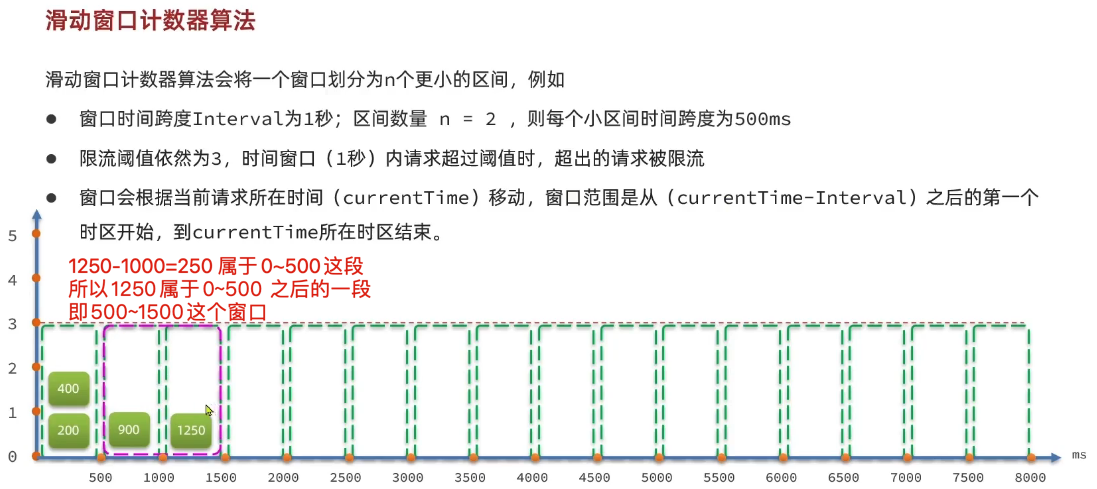 滑动窗口计数器算法
滑动窗口计数器算法会将一个窗口划分为n个更小的区间，例如
● 窗口时间跨度Interval为1秒；区间数量 n = 2 ，则每个小区间时间跨度为500ms
● 限流阈值依然为3，时间窗口（1秒）内请求超过阈值时，超出的请求被限流
● 窗口会根据当前请求所在时间（currentTime）移动，窗口范围是从（currentTime-Interval）之后的第一个
时区开始，到currentTime所在时区结束。
1250-1000=250 属于0~500这段
所以1250属于0~500 之后的一段
即500~1500这个窗口
5
4
3
2
1
0
400
200
900
1250
500 1000 1500 2000 2500 3000 3500 4000 4500 5000 5500 6000 6500 7000 7500 8000
ms